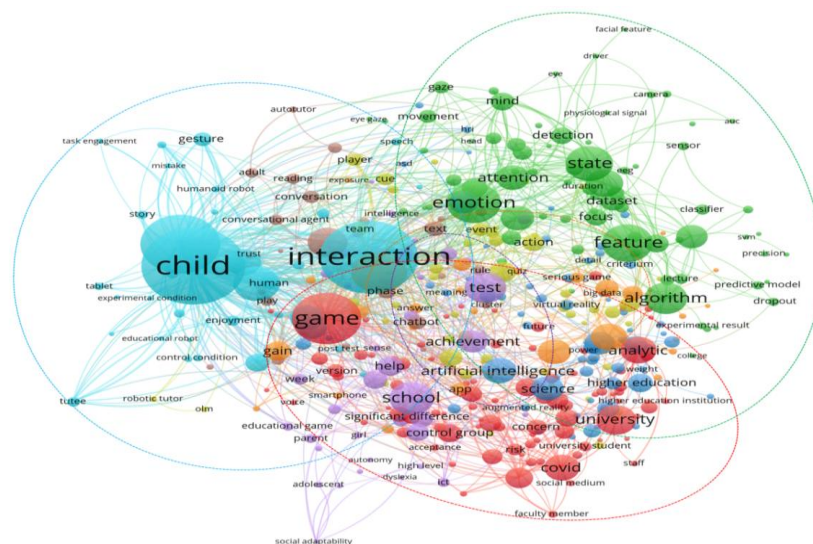 facial feature
driver
gaze
eye
mind
camera
autotutor
physiological signal
movement
eye gaze
auc
task engagement
gesture
speech
hri
head
detection
sensor
player
asd
adult
mistake
reading
exposure
cue
attention
state
eeg
humanoid robot
conversation
duration
intelligence
emotion
dataset
story
conversational agent
text
event
focus
classifier
team
trust
interaction
action
feature
svm
child
detail
precision
human
phase
rule
quiz
criterium
lecture
tablet
meaning
test
serious game
predictive model
experimental condition
play
cluster
big data
algorithm
dropout
answer
virtual reality
enjoyment
game
chatbot
future
experimental result
educational robot
post test
sense
achievement
power
analytic
college
control condition
gain
version
help
artificial intelligence
weight
week
smartphone
app
science
higher education
tutee
robotic tutor
voice
school
higher education institution
olm
significant difference
augmented reality
university
educational game
girl
control group
concern
parent
acceptance
university student
autonomy
high level
risk
covid
staff
adolescent
dyslexia
ict
social medium
faculty member
social adaptability